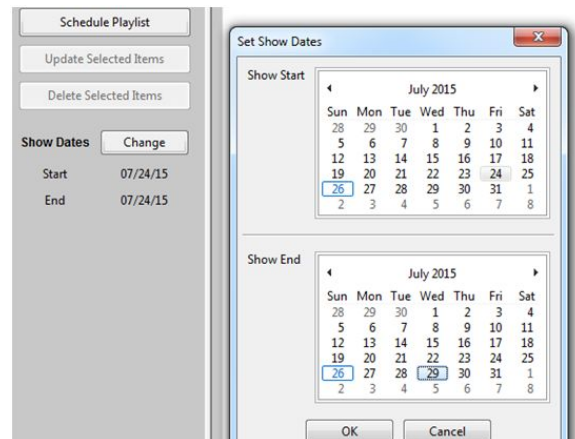 Schedule Playlist
Update Selected Items
Delete Selected Items
Show Dates Change
Start 07/24/15
End 07/24/15
Set Show Dates
Show Start
July 2015
Sun Mon Tue Wed Thu Fri Sat
28 29 30 1 2 3 4
5 6 7 8 9 10 11
12 13 14 15 16 17 18
19 20 21 22 23 24 25
26 27 28 29 30 31 1
2 3 4 5 6 7 8
Show End
July 2015
Sun Mon Tue Wed Thu Fri Sat
28 29 30 1 2 3 4
5 6 7 8 9 10 11
12 13 14 15 16 17 18
19 20 21 22 23 24 25
26 27 28 29 30 31 1
2 3 4 5 6 7 8
OK Cancel